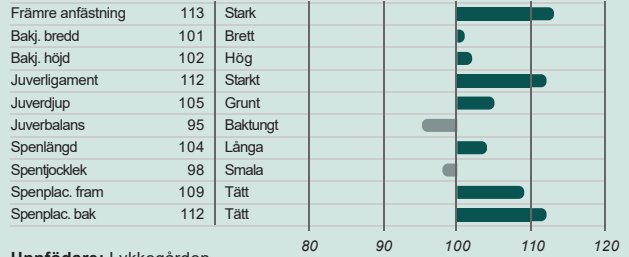 Främre anfästning 113 Stark
Bakj. bredd 101 Brett
Bakj. höjd 102 Hög
Juverligament 112 Starkt
Juverdjup 105 Grunt
Juverbalans 95 Baktungt
Spenlängd 104 Långa
Spentjocklek 98 Smala
Spenplac. fram 109 Tätt
Spenplac. bak 112 Tätt
80 90 100 110 120
Uppfödare: Lykkegården